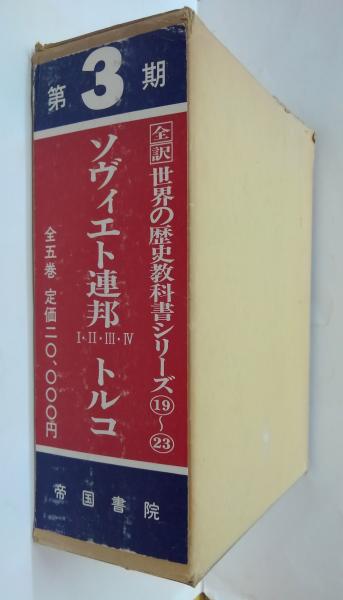 第3期
全訳 世界の歴史教科書シリーズ⑲〜㉓
ソヴィエト連邦 I・II・III・IV トルコ
全五巻 定価二〇、〇〇〇円
帝国書院